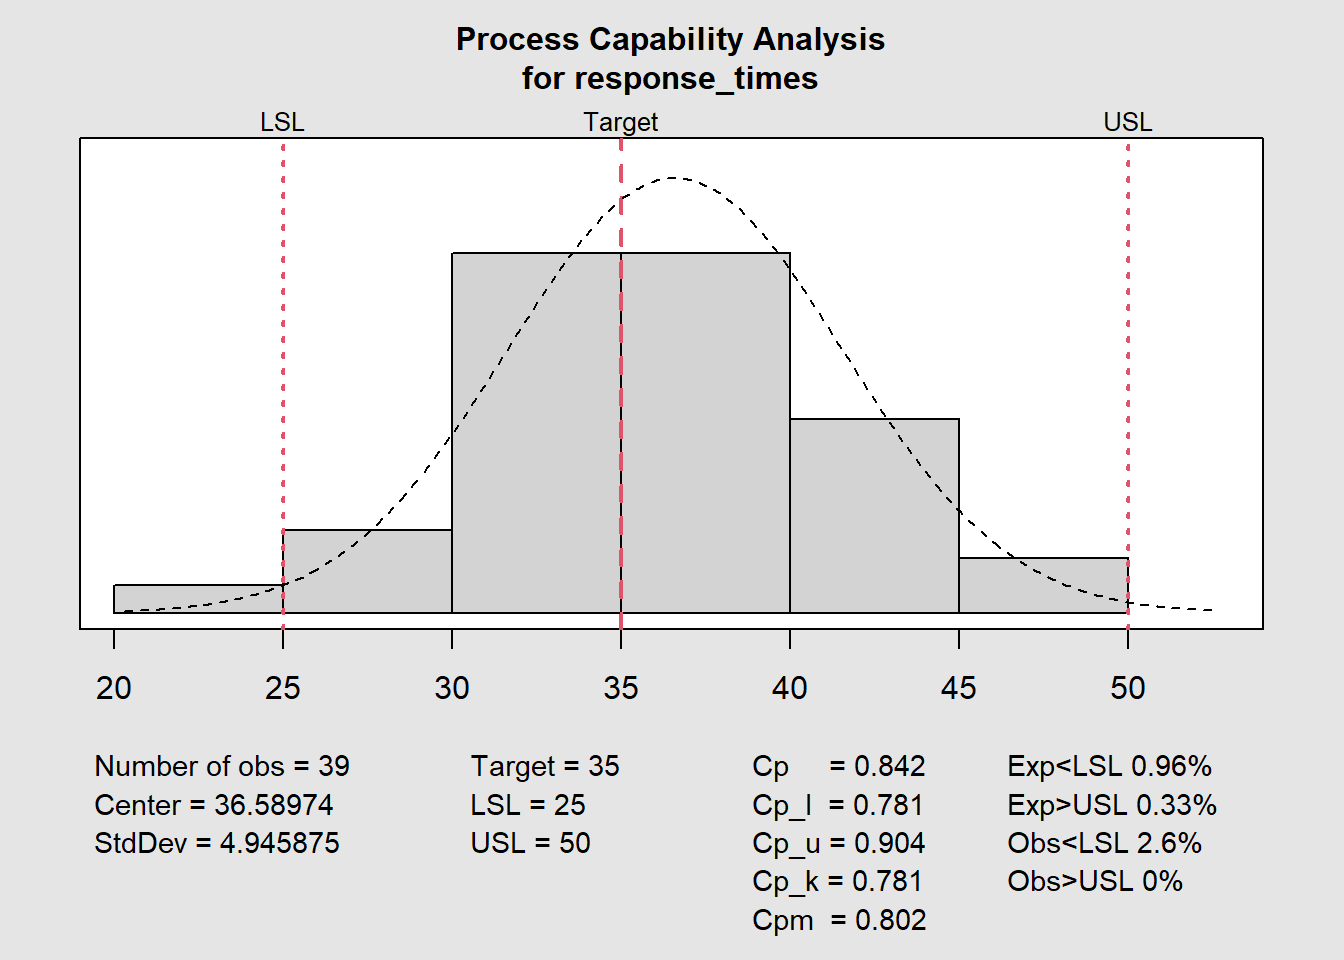 Process Capability Analysis
for response_times
LSL Target USL
20 25 30 35 40 45 50
Number of obs = 39 Target = 35 Cp = 0.842 Exp<LSL 0.96%
Center = 36.58974 LSL = 25 Cp_l = 0.781 Exp>USL 0.33%
StdDev = 4.945875 USL = 50 Cp_u = 0.904 Obs<LSL 2.6%
Cp_k = 0.781 Obs>USL 0%
Cpm = 0.802